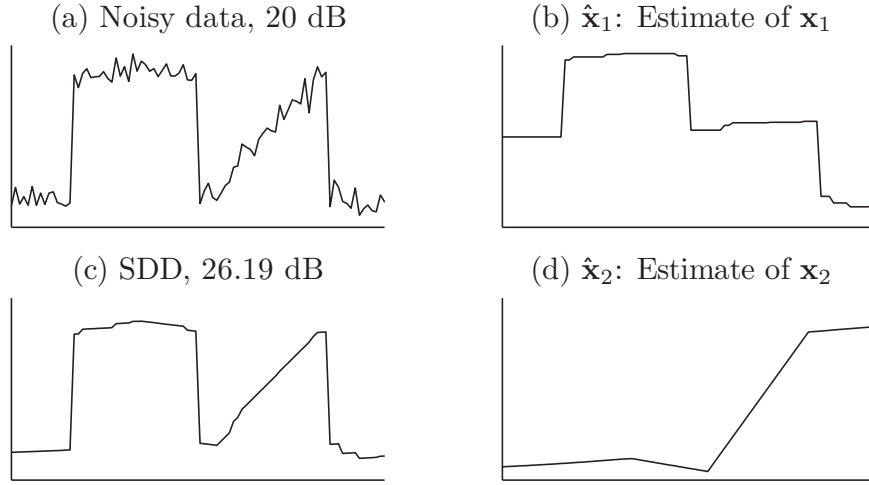 (a) Noisy data, 20 dB
(b) x̂₁: Estimate of x₁
(c) SDD, 26.19 dB
(d) x̂₂: Estimate of x₂